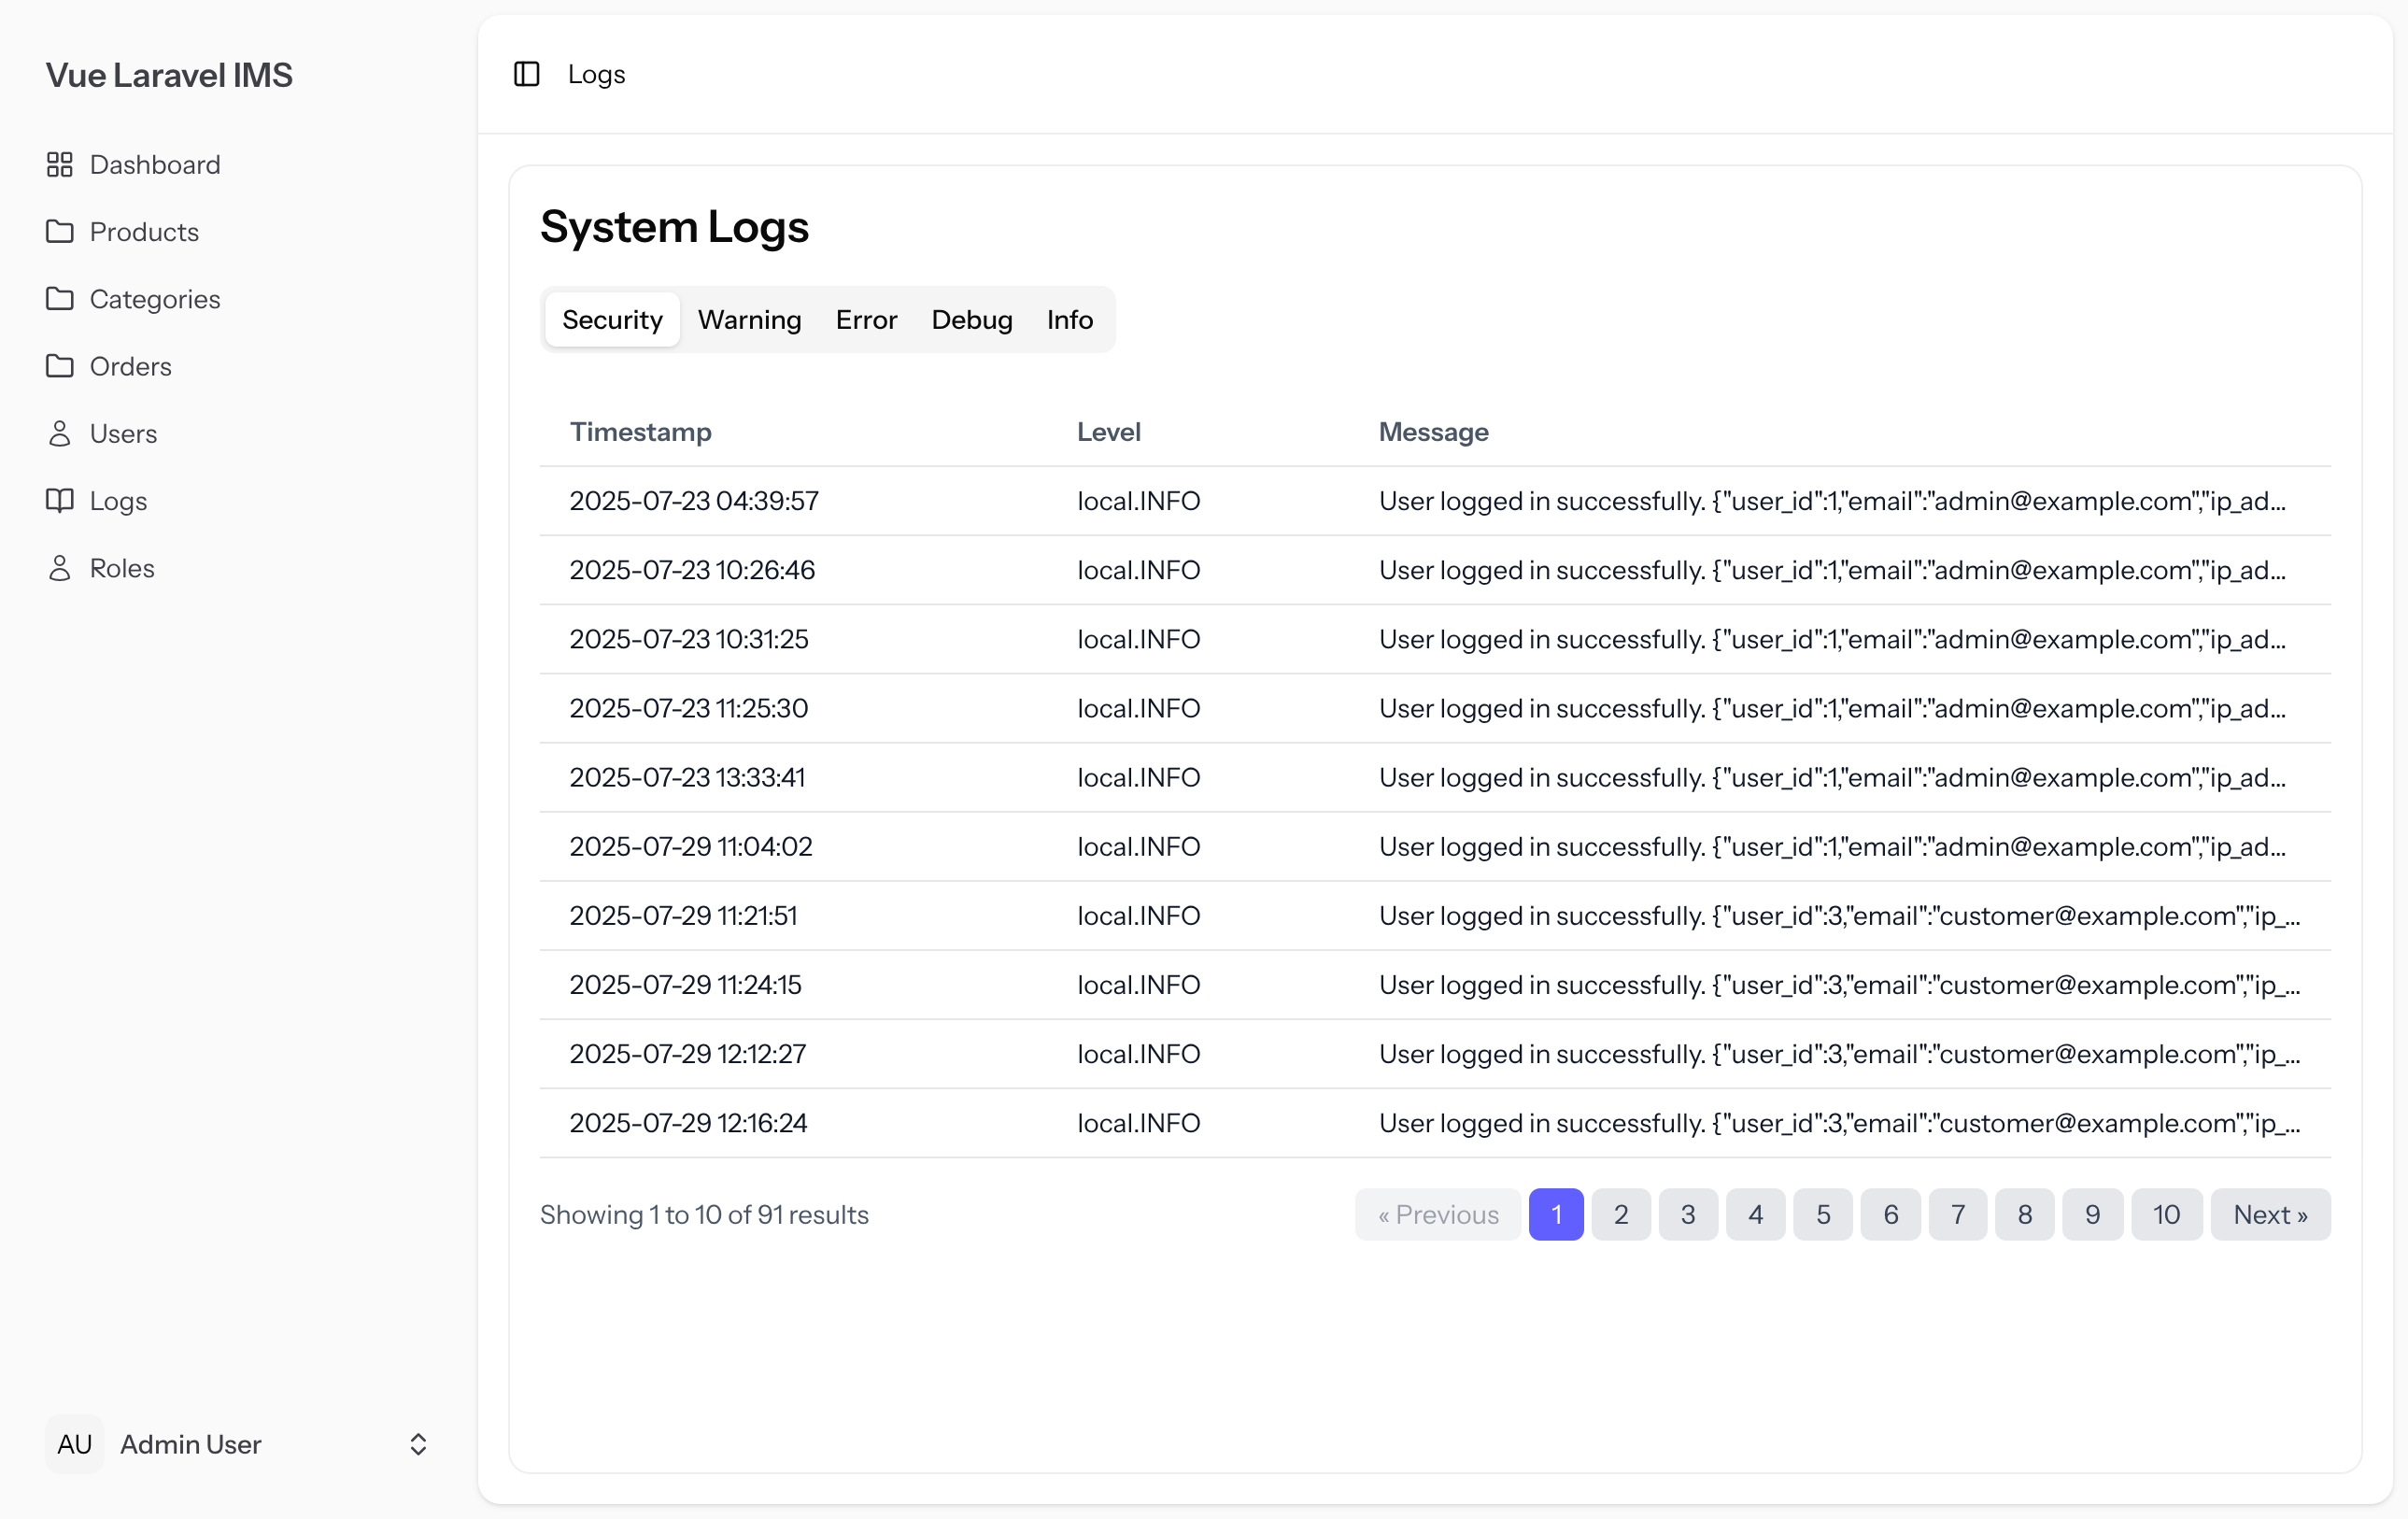 Vue Laravel IMS
Dashboard
Products
Categories
Orders
Users
Logs
Roles
AU Admin User
Logs
System Logs
Security Warning Error Debug Info
Timestamp Level Message
2025-07-23 04:39:57 local.INFO User logged in successfully. {"user_id":1,"email":"admin@example.com","ip_ad...
2025-07-23 10:26:46 local.INFO User logged in successfully. {"user_id":1,"email":"admin@example.com","ip_ad...
2025-07-23 10:31:25 local.INFO User logged in successfully. {"user_id":1,"email":"admin@example.com","ip_ad...
2025-07-23 11:25:30 local.INFO User logged in successfully. {"user_id":1,"email":"admin@example.com","ip_ad...
2025-07-23 13:33:41 local.INFO User logged in successfully. {"user_id":1,"email":"admin@example.com","ip_ad...
2025-07-29 11:04:02 local.INFO User logged in successfully. {"user_id":1,"email":"admin@example.com","ip_ad...
2025-07-29 11:21:51 local.INFO User logged in successfully. {"user_id":3,"email":"customer@example.com","ip_...
2025-07-29 11:24:15 local.INFO User logged in successfully. {"user_id":3,"email":"customer@example.com","ip_...
2025-07-29 12:12:27 local.INFO User logged in successfully. {"user_id":3,"email":"customer@example.com","ip_...
2025-07-29 12:16:24 local.INFO User logged in successfully. {"user_id":3,"email":"customer@example.com","ip_...
Showing 1 to 10 of 91 results « Previous 1 2 3 4 5 6 7 8 9 10 Next »